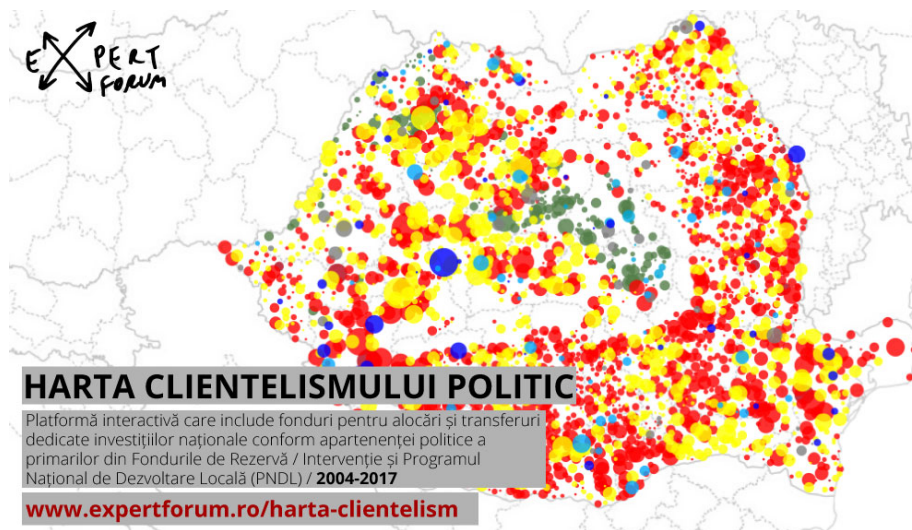 EXPERT
FORUM
HARTA CLIENTELISMULUI POLITIC
Platformă interactivă care include fonduri pentru alocări și transferuri
dedicate investițiilor naționale conform apartenenței politice a
primarilor din Fondurile de Rezervă / Intervenție și Programul
Național de Dezvoltare Locală (PNDL) / 2004-2017
www.expertforum.ro/harta-clientelism